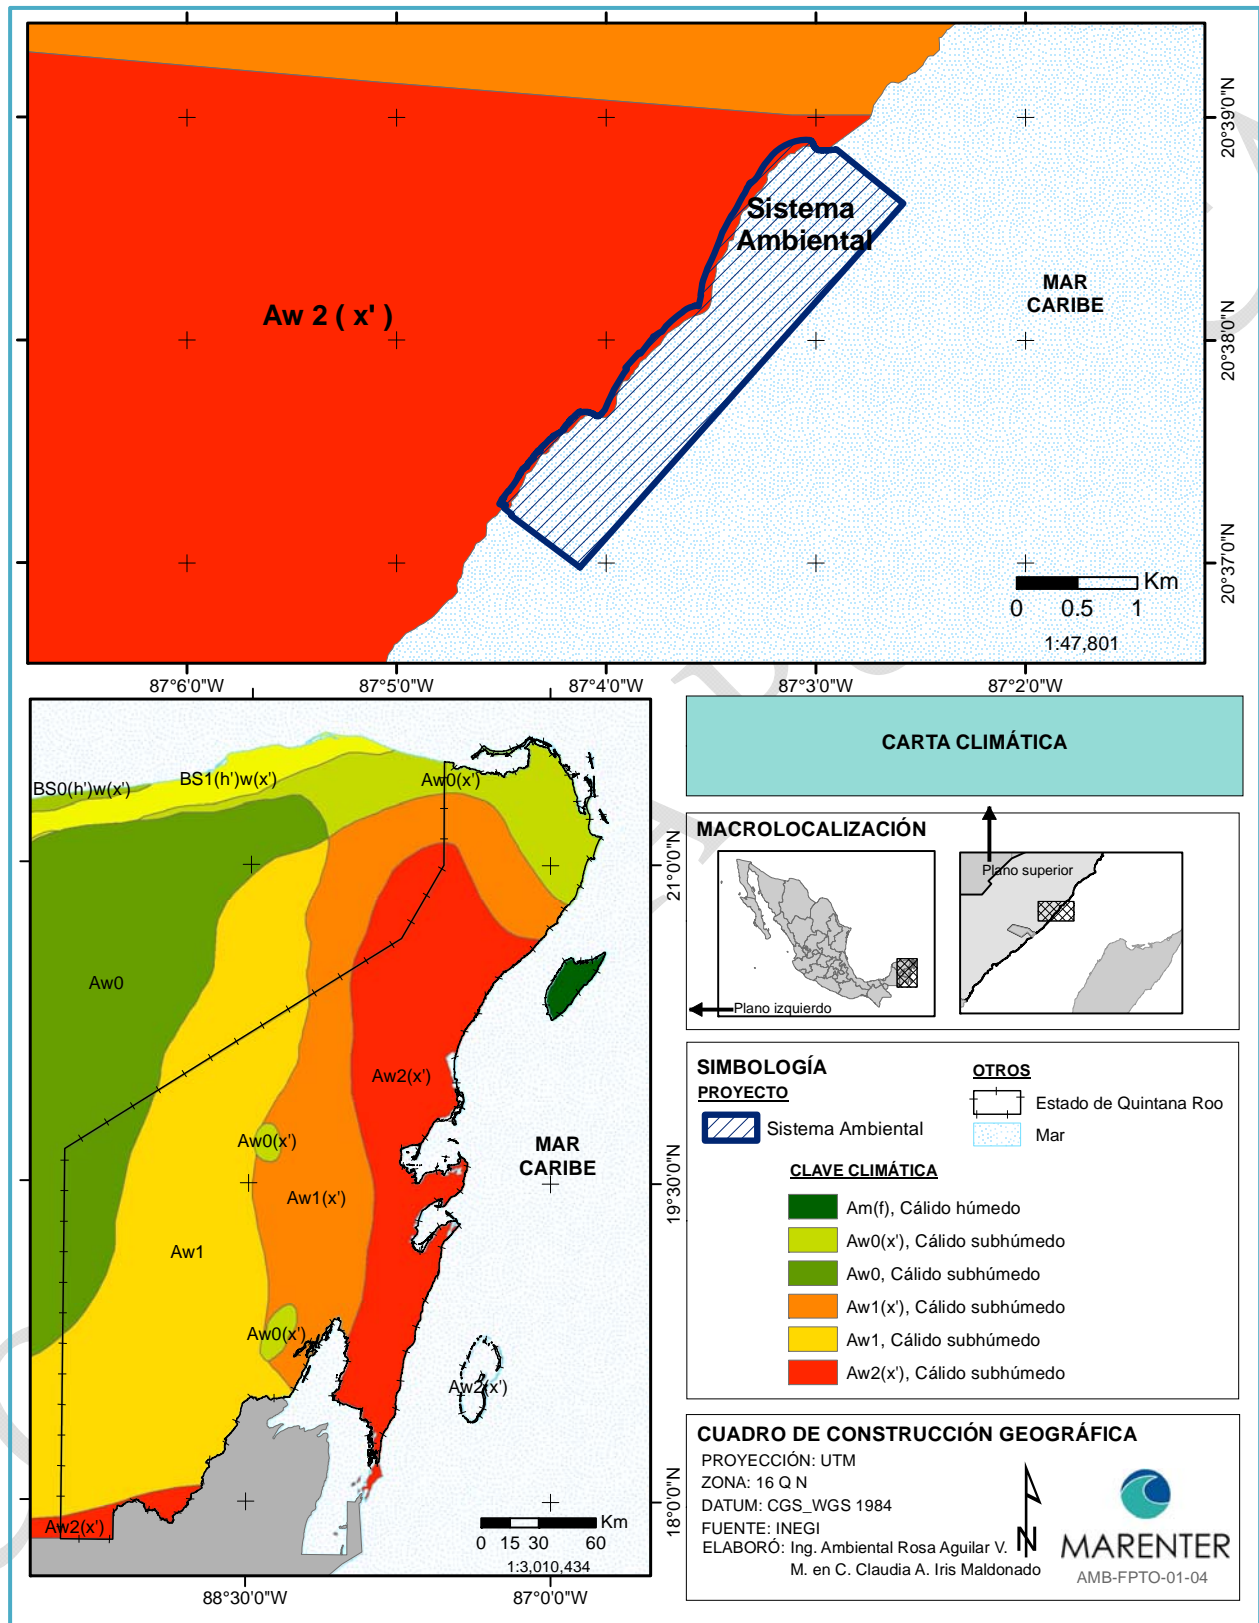 Sistema
Ambiental
MAR
CARIBE
Aw 2 ( x' )
20°39'0"N
20°38'0"N
20°37'0"N
Km
0 0.5 1
1:47,801
87°6'0"W 87°5'0"W 87°4'0"W 87°3'0"W 87°2'0"W
BS0(h')w(x')
BS1(h')w(x')
Aw0(x')
Aw0
Aw2(x')
Aw0(x')
Aw1(x')
Aw1
Aw0(x')
Aw2(x')
Aw2(x')
MAR
CARIBE
21°0'0"N
19°30'0"N
18°0'0"N
Km
0 15 30 60
1:3,010,434
88°30'0"W 87°0'0"W
CARTA CLIMÁTICA
MACROLOCALIZACIÓN
Plano superior
Plano izquierdo
SIMBOLOGÍA
PROYECTO
Sistema Ambiental
OTROS
Estado de Quintana Roo
Mar
CLAVE CLIMÁTICA
Am(f), Cálido húmedo
Aw0(x'), Cálido subhúmedo
Aw0, Cálido subhúmedo
Aw1(x'), Cálido subhúmedo
Aw1, Cálido subhúmedo
Aw2(x'), Cálido subhúmedo
CUADRO DE CONSTRUCCIÓN GEOGRÁFICA
PROYECCIÓN: UTM
ZONA: 16 Q N
DATUM: CGS_WGS 1984
FUENTE: INEGI
ELABORÓ: Ing. Ambiental Rosa Aguilar V.
M. en C. Claudia A. Iris Maldonado
N
MARENTER
AMB-FPTO-01-04